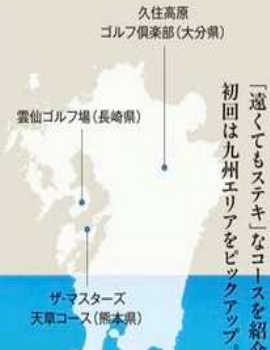 「遠くてもステキ」なコースを紹介
初回は九州エリアをピックアップ。
久住高原
ゴルフ倶楽部(大分県)
雲仙ゴルフ場(長崎県)
ザ・マスターズ
天草コース(熊本県)